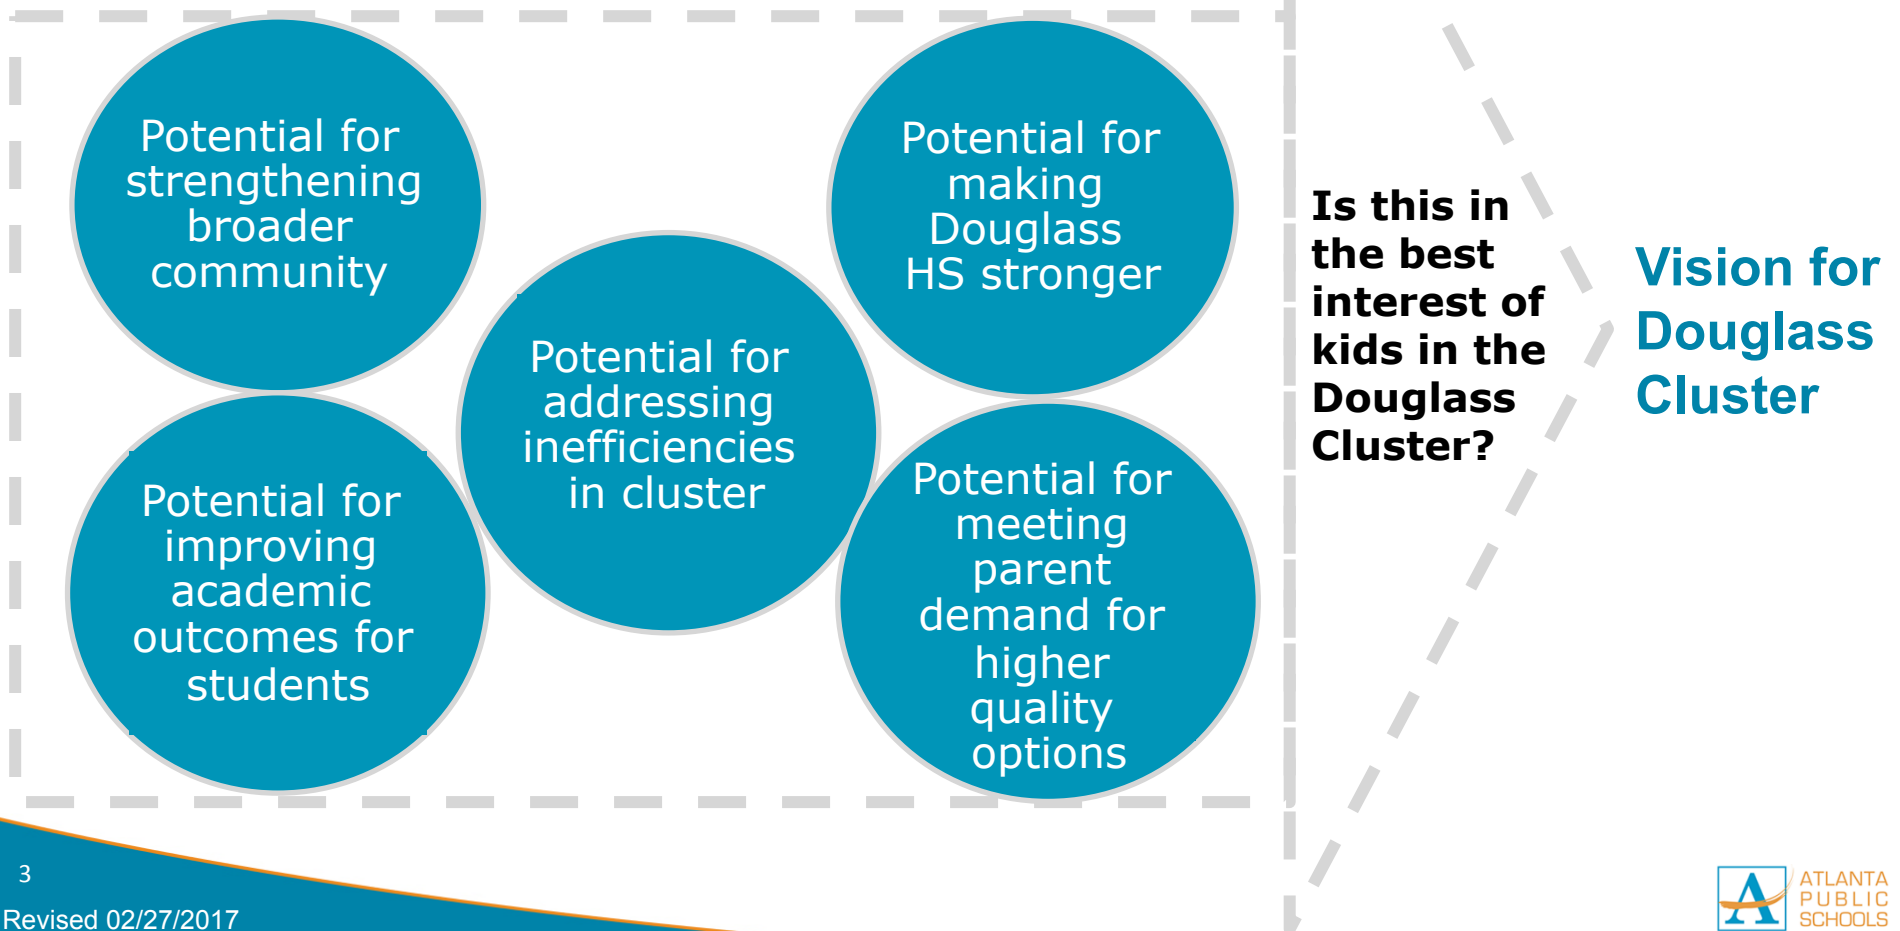 Potential for
strengthening
broader
community
Potential for
making
Douglass
HS stronger
Potential for
addressing
inefficiencies
in cluster
Potential for
improving
academic
outcomes for
students
Potential for
meeting
parent
demand for
higher
quality
options
Is this in
the best
interest of
kids in the
Douglass
Cluster?
Vision for
Douglass
Cluster
3
Revised 02/27/2017
ATLANTA
PUBLIC
SCHOOLS